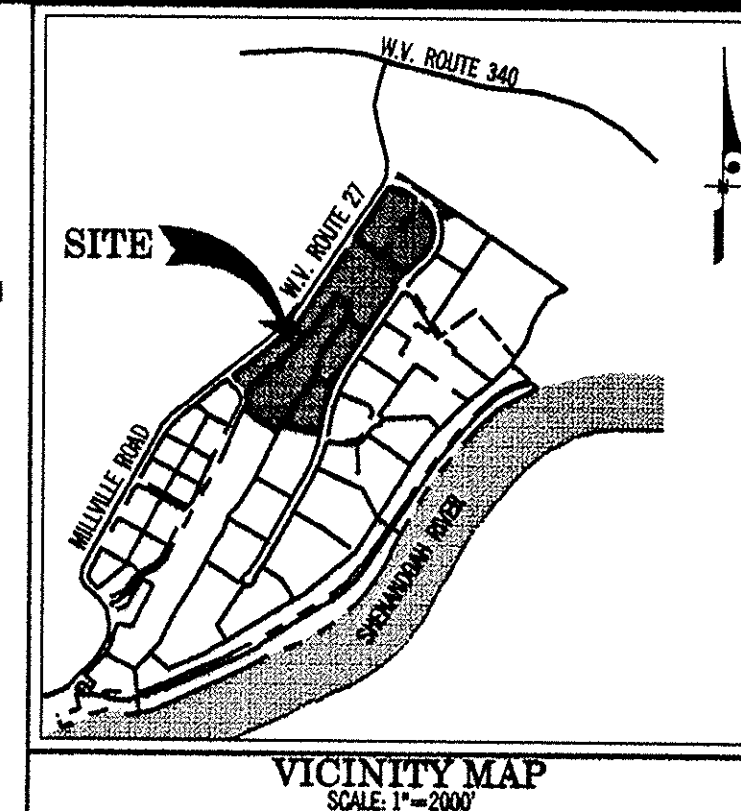 W.V. ROUTE 340
W.V. ROUTE 27
SITE
MILLVILLE ROAD
SHENANDOAH RIVER
VICINITY MAP
SCALE: 1"=2000'